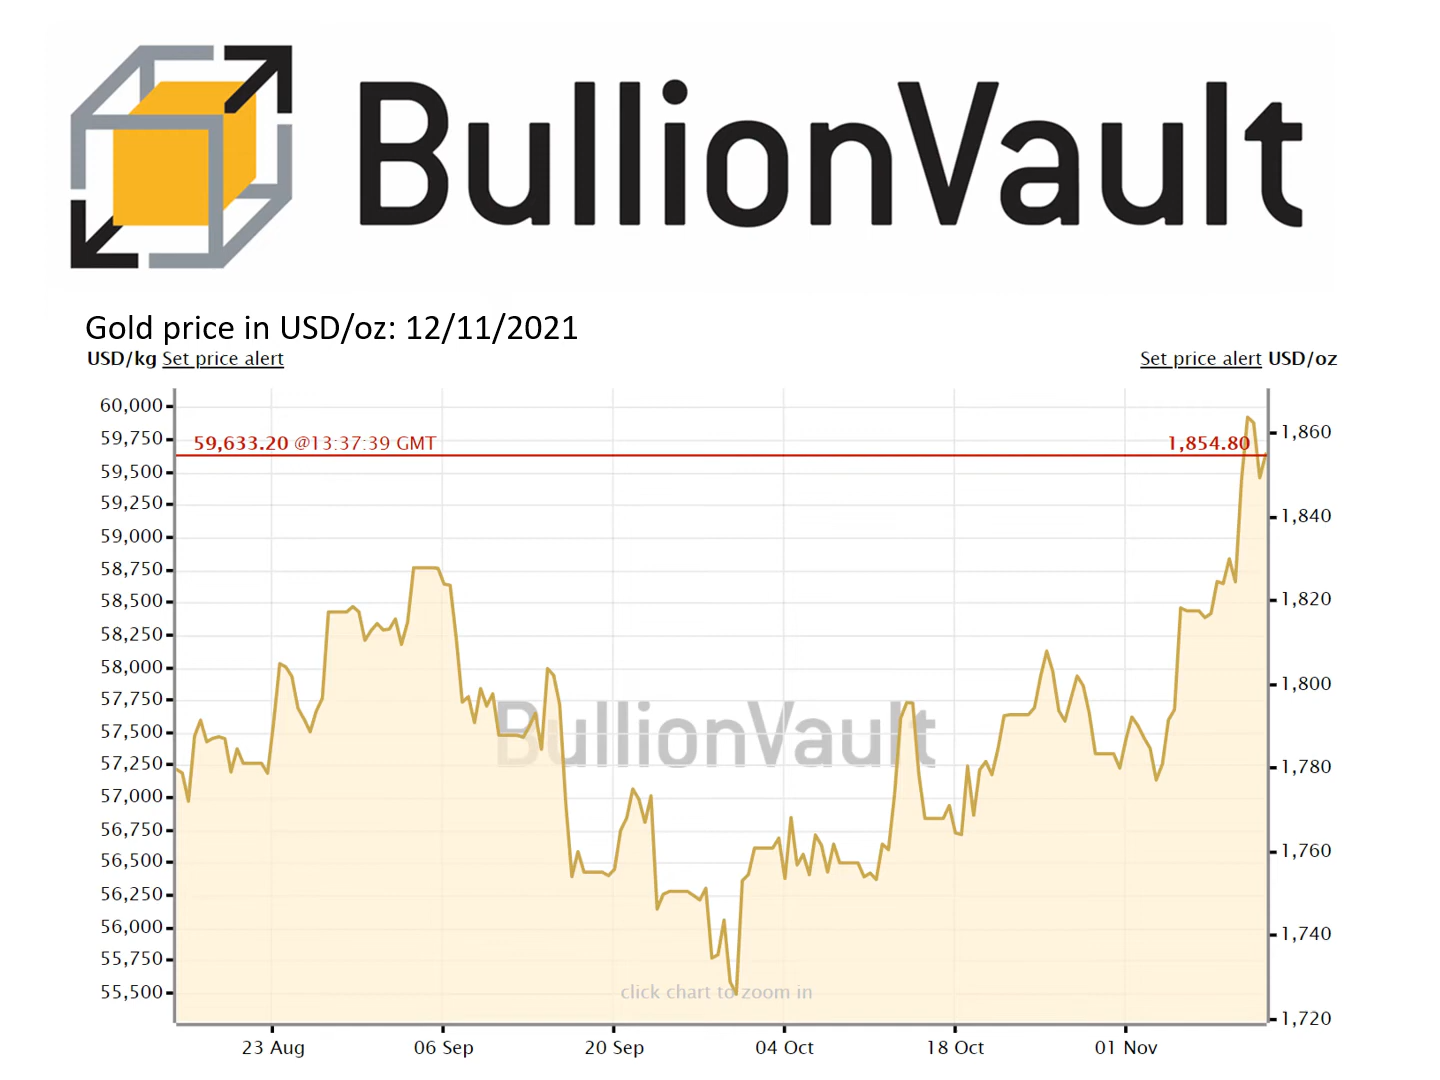 BullionVault
Gold price in USD/oz: 12/11/2021
USD/kg Set price alert
Set price alert USD/oz
60,000
59,750
59,500
59,250
59,000
58,750
58,500
58,250
58,000
57,750
57,500
57,250
57,000
56,750
56,500
56,250
56,000
55,750
55,500
59,633.20 @13:37:39 GMT
1,854.80
1,860
1,840
1,820
1,800
1,780
1,760
1,740
1,720
BullionVault
click chart to zoom in
23 Aug
06 Sep
20 Sep
04 Oct
18 Oct
01 Nov